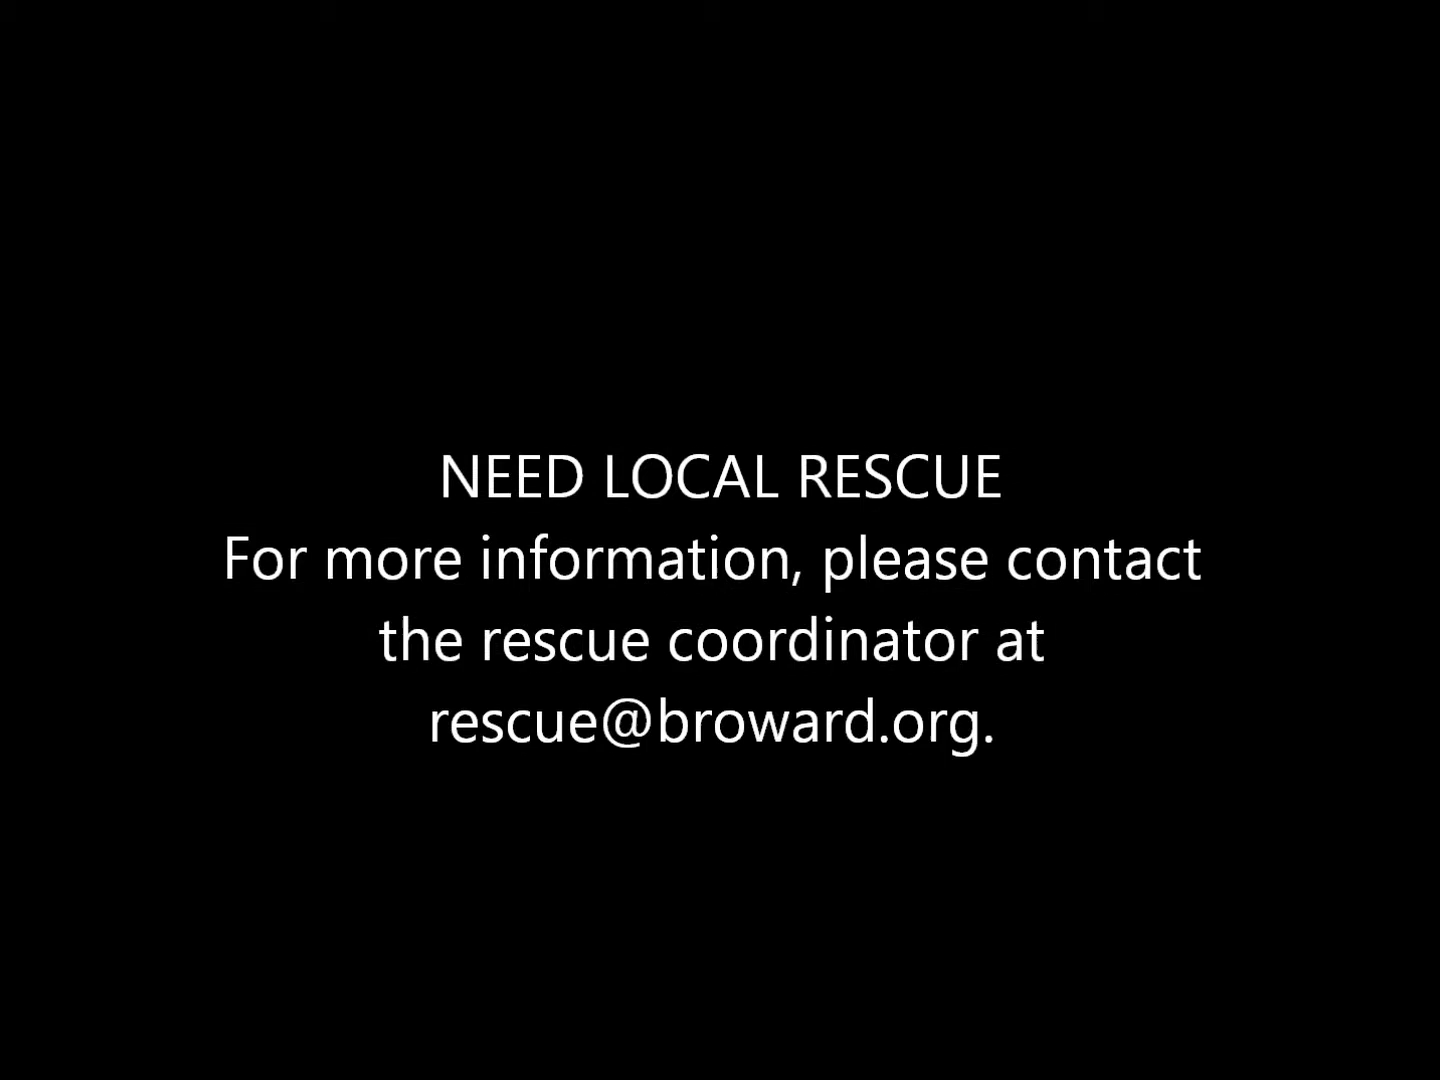 NEED LOCAL RESCUE
For more information, please contact
the rescue coordinator at
rescue@broward.org.